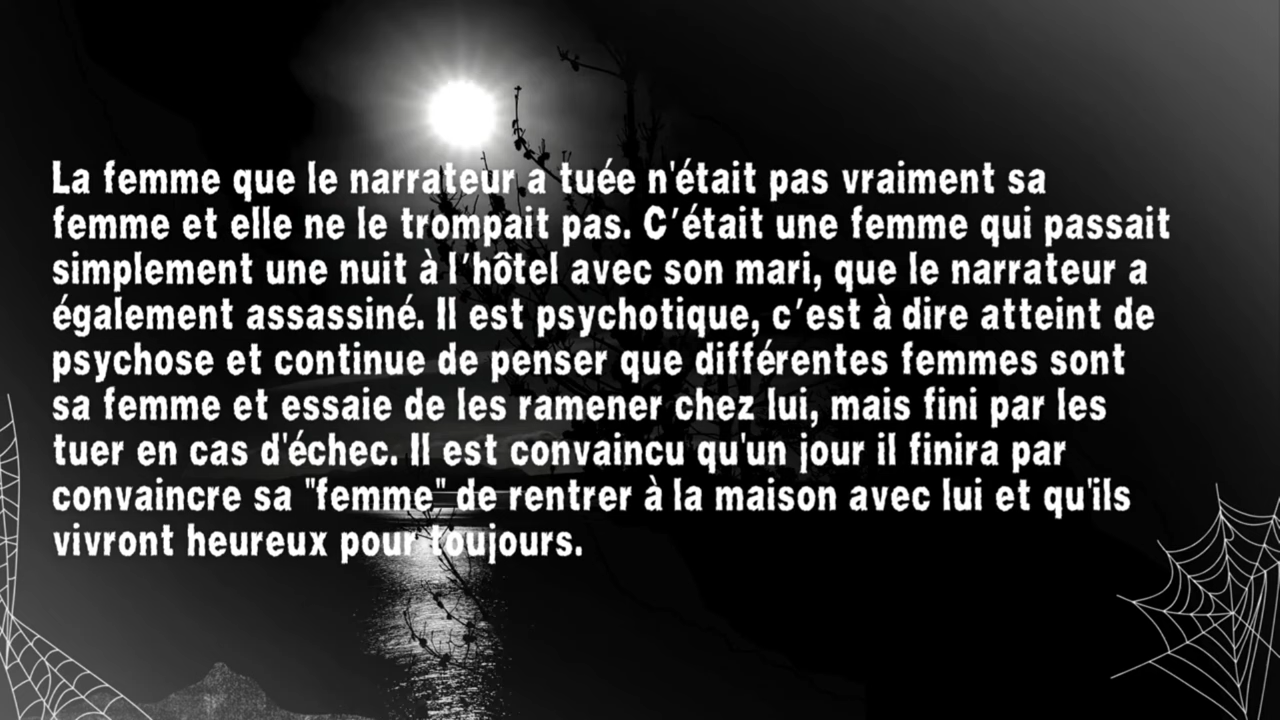 La femme que le narrateur a tuée n'était pas vraiment sa
femme et elle ne le trompait pas. C'était une femme qui passait
simplement une nuit à l'hôtel avec son mari, que le narrateur a
également assassiné. Il est psychotique, c'est à dire atteint de
psychose et continue de penser que différentes femmes sont
sa femme et essaie de les ramener chez lui, mais fini par les
tuer en cas d'échec. Il est convaincu qu'un jour il finira par
convaincre sa "femme" de rentrer à la maison avec lui et qu'ils
vivront heureux pour toujours.